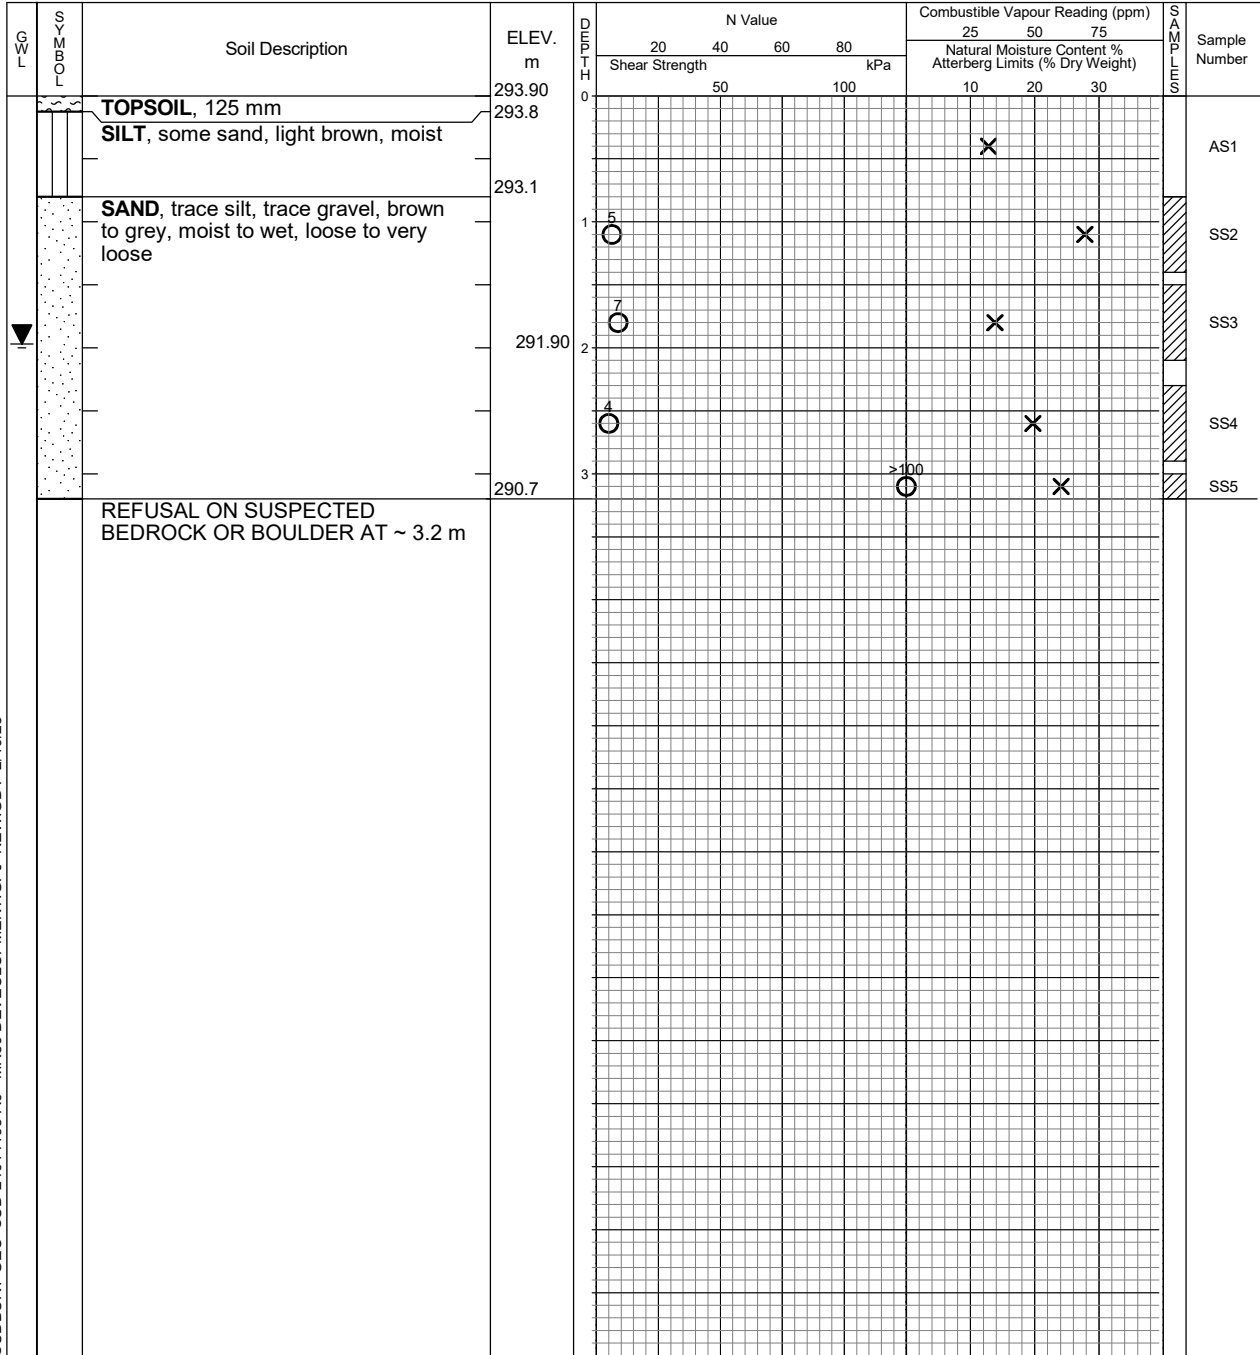 GWL
SYMBOL
Soil Description
ELEV.
m
293.90
DEPTH
N Value
20 40 60 80
Shear Strength kPa
50 100
Combustible Vapour Reading (ppm)
25 50 75
Natural Moisture Content %
Atterberg Limits (% Dry Weight)
10 20 30
SAMPLES
Sample
Number
0
TOPSOIL, 125 mm
293.8
SILT, some sand, light brown, moist
AS1
293.1
SAND, trace silt, trace gravel, brown
to grey, moist to wet, loose to very
loose
1
5
SS2
7
SS3
291.90
2
4
SS4
3
>100
SS5
290.7
REFUSAL ON SUSPECTED
BEDROCK OR BOULDER AT ~ 3.2 m